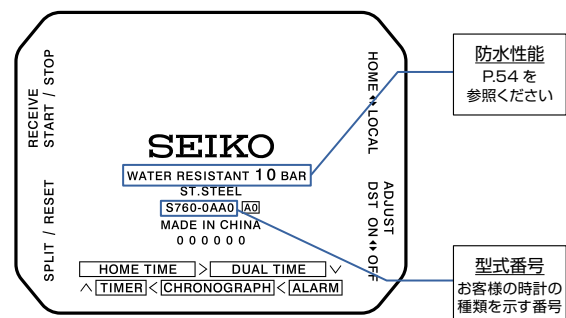 RECEIVE
START / STOP
SPLIT / RESET
SEIKO
WATER RESISTANT 10 BAR
ST.STEEL
S760-0AA0 A0
MADE IN CHINA
000000
HOME TIME > DUAL TIME ∨
∧ TIMER < CHRONOGRAPH < ALARM
HOME ⬌ LOCAL
ADJUST
DST ON ⬌ OFF
防水性能
P.54 を
参照ください
型式番号
お客様の時計の
種類を示す番号